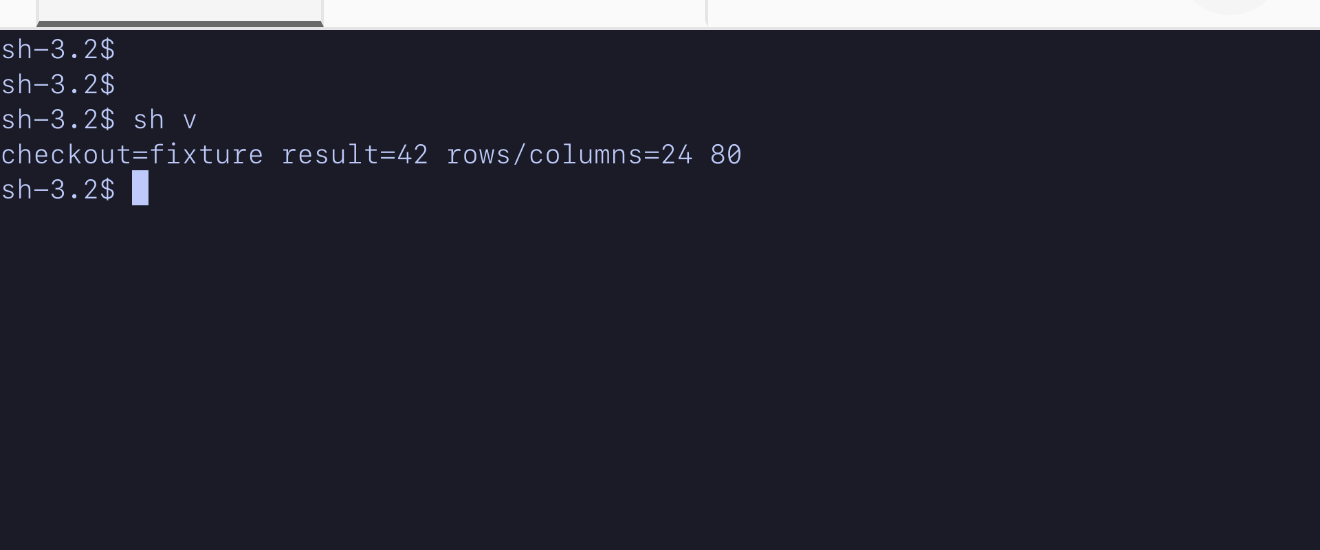 sh-3.2$
sh-3.2$
sh-3.2$ sh v
checkout=fixture result=42 rows/columns=24 80
sh-3.2$